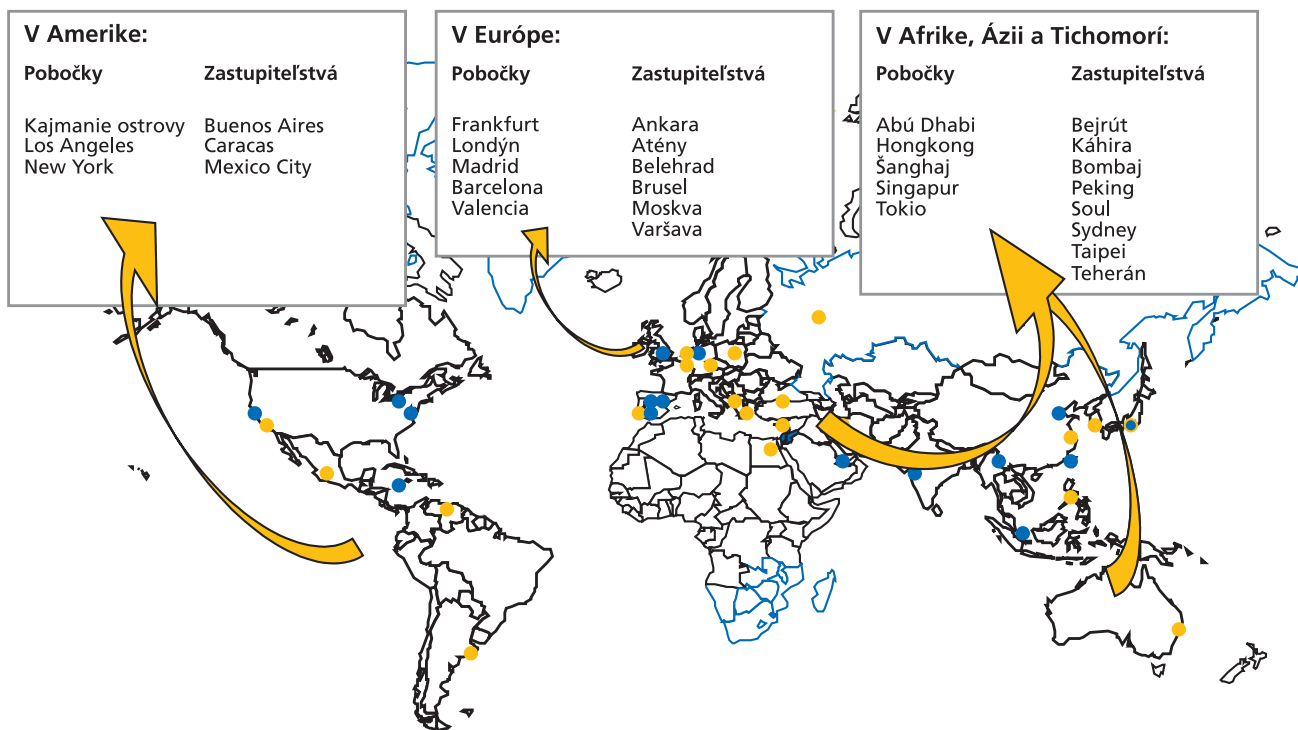 V Amerike:
Pobočky Zastupiteľstvá
Kajmanie ostrovy Buenos Aires
Los Angeles Caracas
New York Mexico City
V Európe:
Pobočky Zastupiteľstvá
Frankfurt Ankara
Londýn Atény
Madrid Belehrad
Barcelona Brusel
Valencia Moskva
Varšava
V Afrike, Ázii a Tichomorí:
Pobočky Zastupiteľstvá
Abú Dhabi Bejrút
Hongkong Káhira
Šanghaj Bombaj
Singapur Peking
Tokio Soul
Sydney
Taipei
Teherán